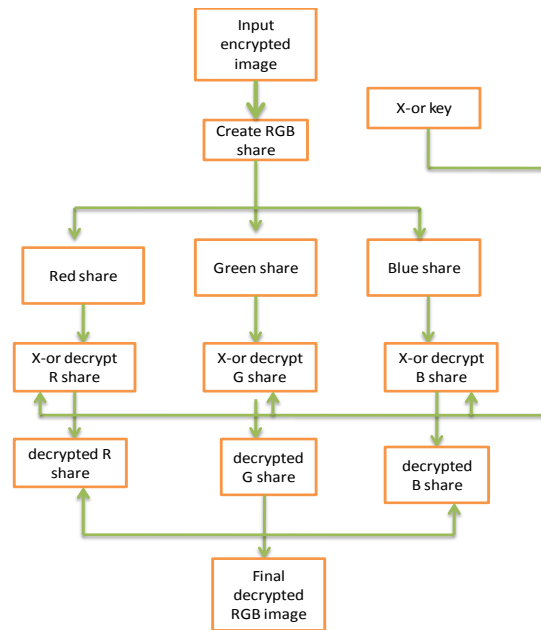 Input
encrypted
image
X-or key
Create RGB
share
Red share
Green share
Blue share
X-or decrypt
R share
X-or decrypt
G share
X-or decrypt
B share
decrypted R
share
decrypted
G share
decrypted
B share
Final
decrypted
RGB image